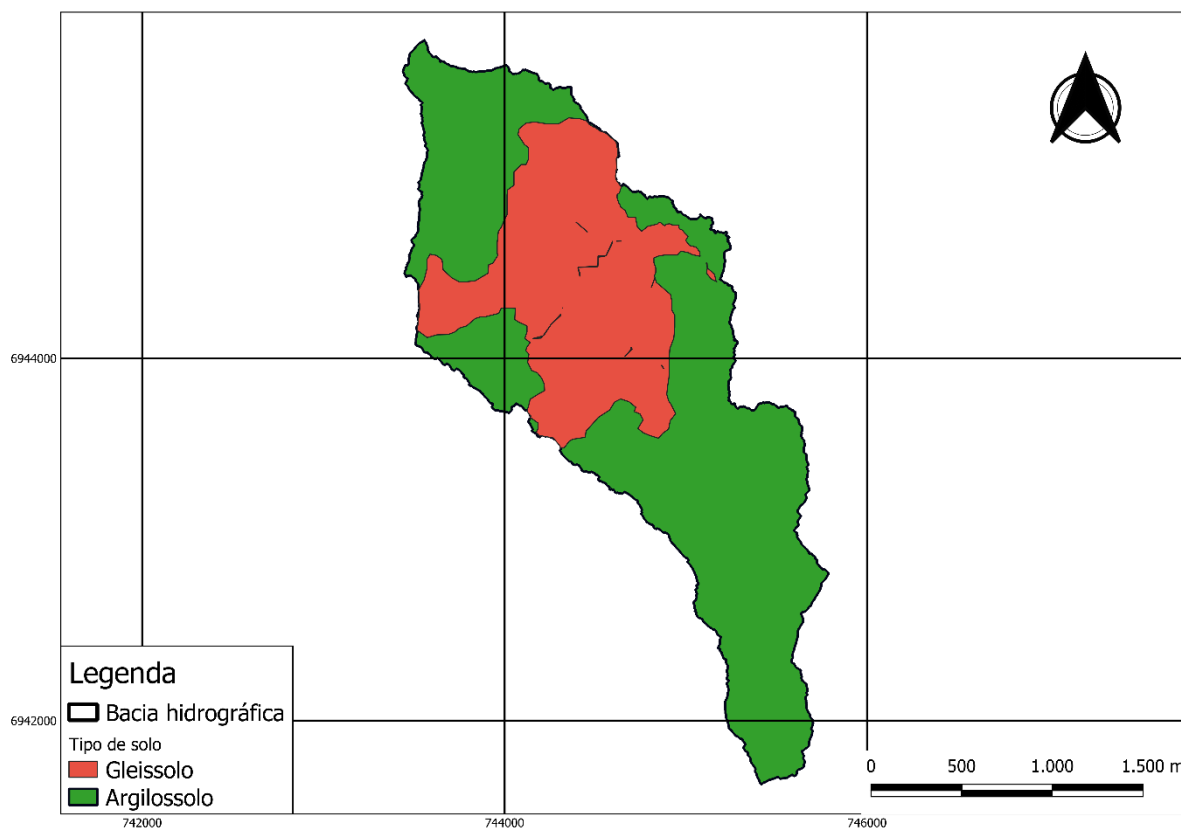 6944000
6942000
Legenda
Bacia hidrográfica
Tipo de solo
Gleissolo
Argilossolo
0 500 1.000 1.500 m
742000 744000 746000